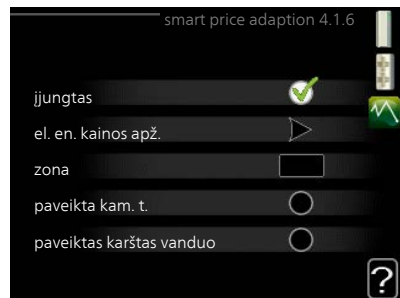 smart price adaption 4.1.6
įjungtas
el. en. kainos apž.
zona
paveikta kam. t.
paveiktas karštas vanduo
?